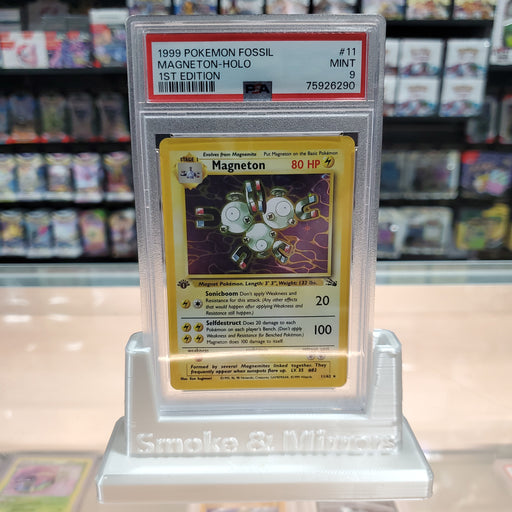 1999 POKEMON FOSSIL #11
MAGNETON-HOLO MINT
1ST EDITION 9
PSA 75926290
STAGE 1 Evolves from Magnemite Put Magneton on the Basic Pokémon
Magneton 80 HP
Magnet Pokémon. Length: 3' 3", Weight: 132 lbs.
Sonicboom Don't apply Weakness and
Resistance for this attack. (Any other effects
that would happen after applying Weakness and
Resistance still happen.) 20
Selfdestruct Does 20 damage to each
Pokémon on each player's Bench. (Don't apply
Weakness and Resistance for Benched Pokémon.)
Magneton does 100 damage to itself. 100
weakness
Formed by several Magnemites linked together. They
frequently appear when sunspots flare up. LV. 35 #82
11/62
Smoke & Mirrors